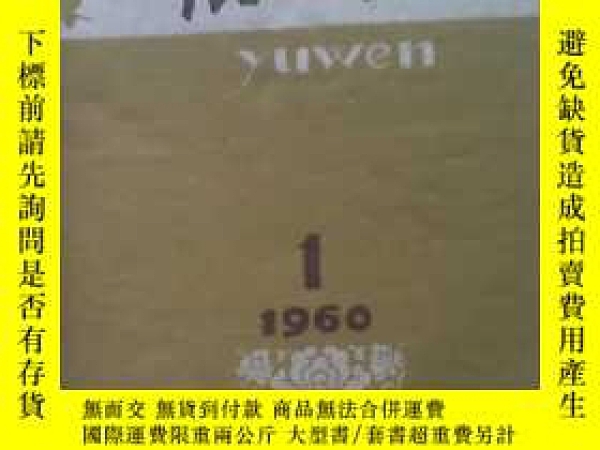 yuwen
1
1960
下標前請先詢問是否有存貨
避免缺貨造成拍賣費用產生
無面交 無貨到付款 商品無法合併運費
國際運費限重兩公斤 大型書/套書超重費另計